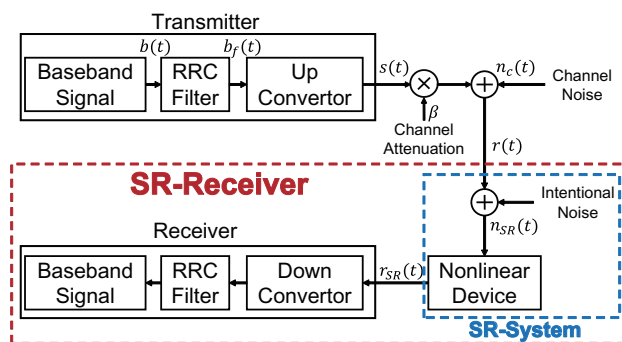 Transmitter
b(t)
b_f(t)
Baseband
Signal
RRC
Filter
Up
Convertor
s(t)
×
+
n_c(t)
Channel
Noise
β
Channel
Attenuation
r(t)
SR-Receiver
+
Intentional
Noise
n_SR(t)
Receiver
Baseband
Signal
RRC
Filter
Down
Convertor
r_SR(t)
Nonlinear
Device
SR-System